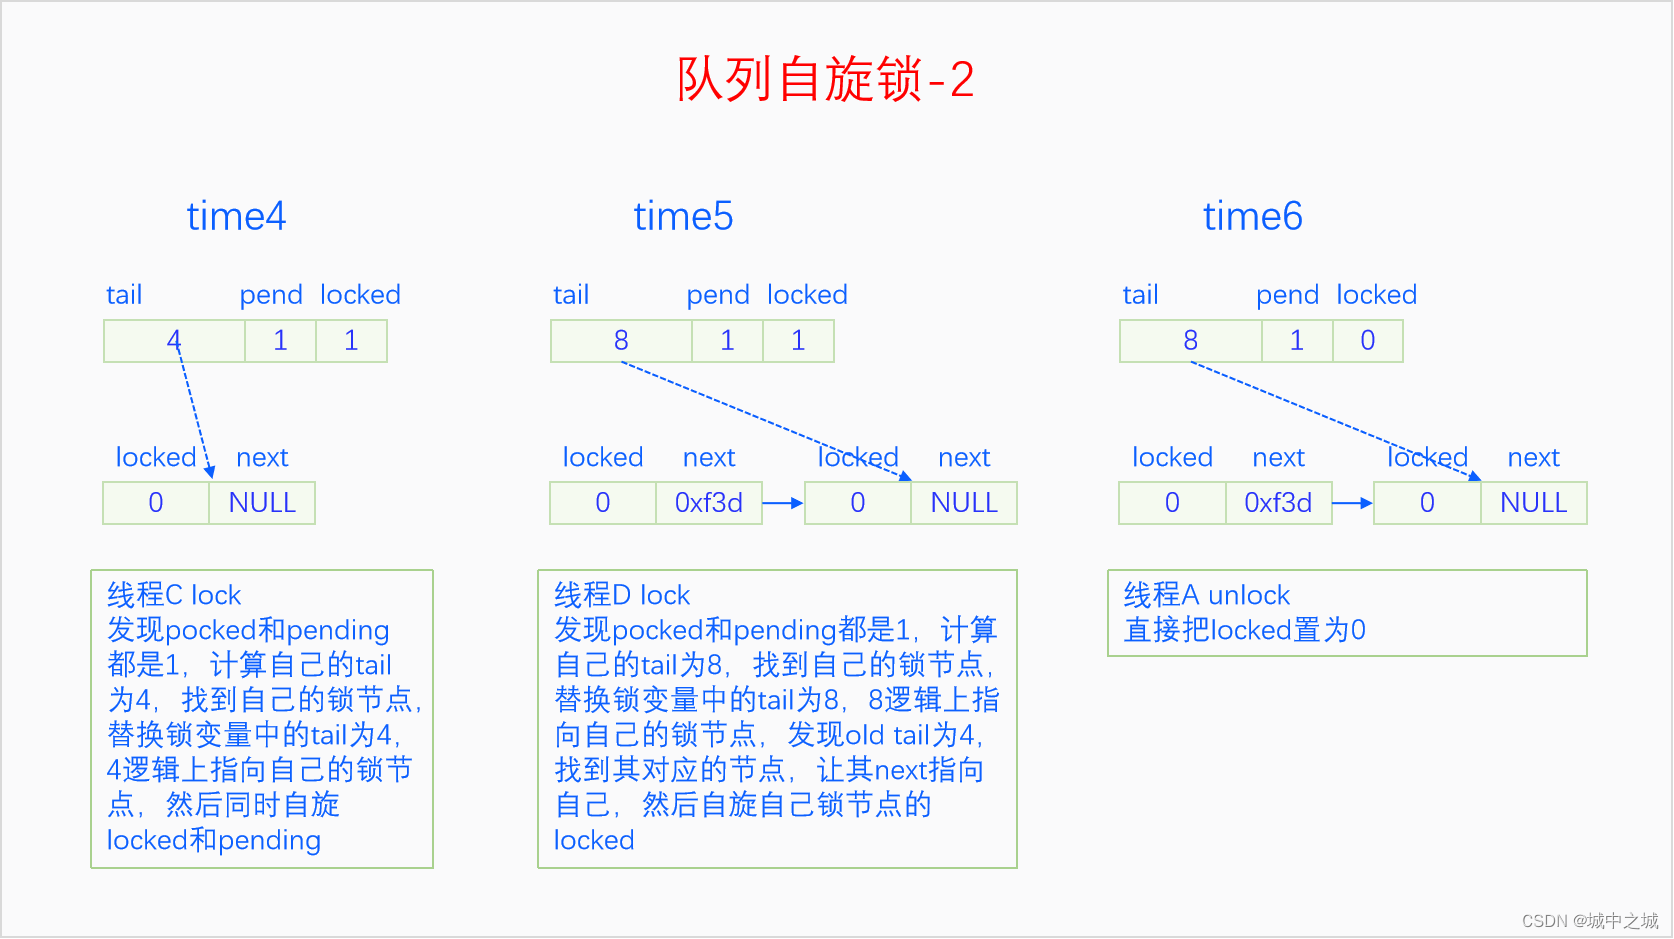 队列自旋锁-2
time4
time5
time6
tail pend locked
tail pend locked
tail pend locked
4 1 1
8 1 1
8 1 0
locked next
locked next locked next
locked next locked next
0 NULL
0 0xf3d 0 NULL
0 0xf3d 0 NULL
线程C lock
发现pocked和pending
都是1，计算自己的tail
为4，找到自己的锁节点，
替换锁变量中的tail为4，
4逻辑上指向自己的锁节
点，然后同时自旋
locked和pending
线程D lock
发现pocked和pending都是1，计算
自己的tail为8，找到自己的锁节点，
替换锁变量中的tail为8，8逻辑上指
向自己的锁节点，发现old tail为4，
找到其对应的节点，让其next指向
自己，然后自旋自己锁节点的
locked
线程A unlock
直接把locked置为0
CSDN @城中之城